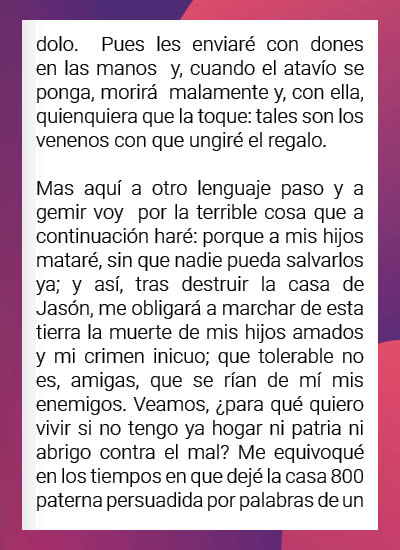 dolo. Pues les enviaré con dones
en las manos y, cuando el atavío se
ponga, morirá malamente y, con ella,
quienquiera que la toque: tales son los
venenos con que ungiré el regalo.
Mas aquí a otro lenguaje paso y a
gemir voy por la terrible cosa que a
continuación haré: porque a mis hijos
mataré, sin que nadie pueda salvarlos
ya; y así, tras destruir la casa de
Jasón, me obligará a marchar de esta
tierra la muerte de mis hijos amados
y mi crimen inicuo; que tolerable no
es, amigas, que se rían de mí mis
enemigos. Veamos, ¿para qué quiero
vivir si no tengo ya hogar ni patria ni
abrigo contra el mal? Me equivoqué
en los tiempos en que dejé la casa 800
paterna persuadida por palabras de un